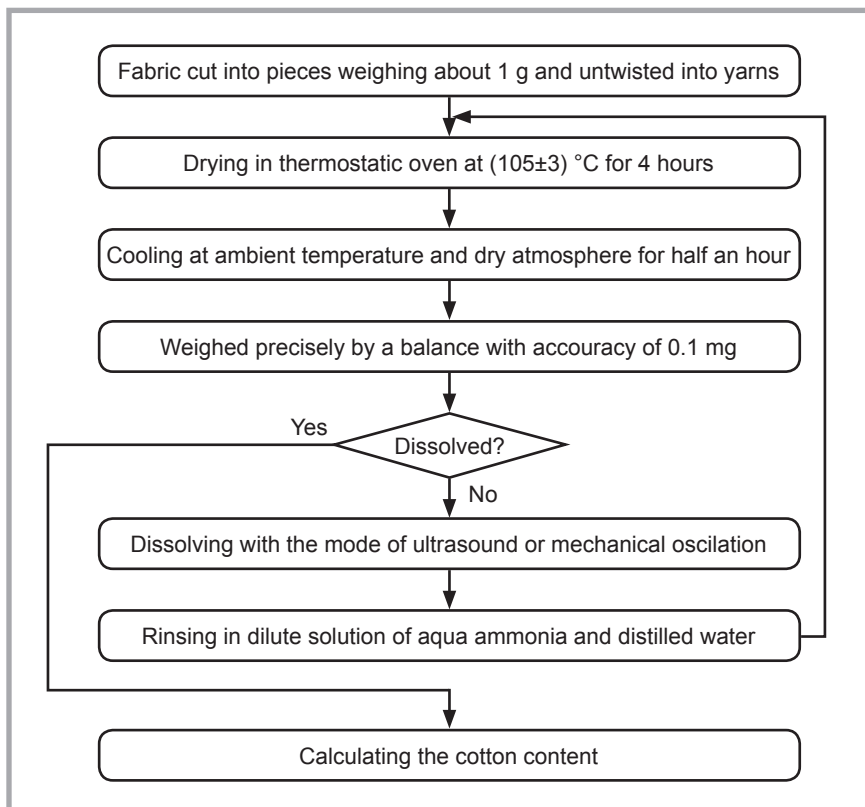 Fabric cut into pieces weighing about 1 g and untwisted into yarns
Drying in thermostatic oven at (105±3) °C for 4 hours
Cooling at ambient temperature and dry atmosphere for half an hour
Weighed precisely by a balance with accouracy of 0.1 mg
Yes
Dissolved?
No
Dissolving with the mode of ultrasound or mechanical oscilation
Rinsing in dilute solution of aqua ammonia and distilled water
Calculating the cotton content